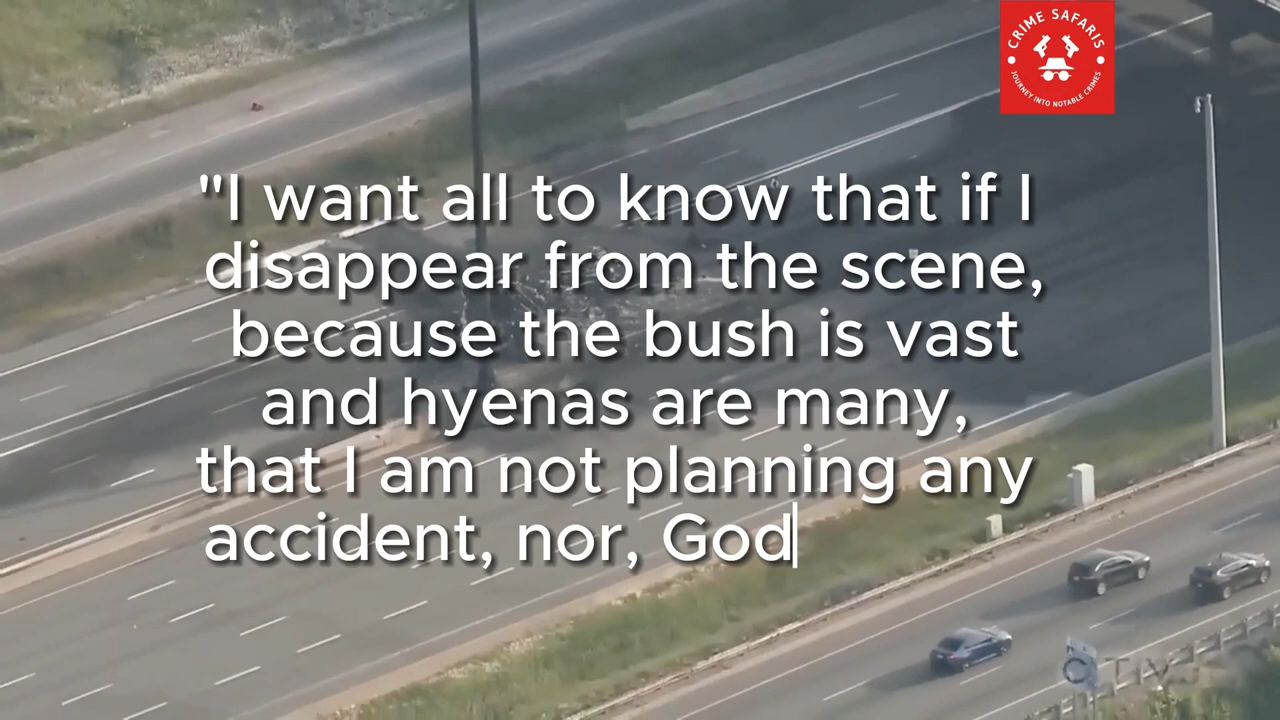 CRIME SAFARIS
JOURNEY INTO NOTABLE CRIMES
"I want all to know that if I
disappear from the scene,
because the bush is vast
and hyenas are many,
that I am not planning any
accident, nor, God